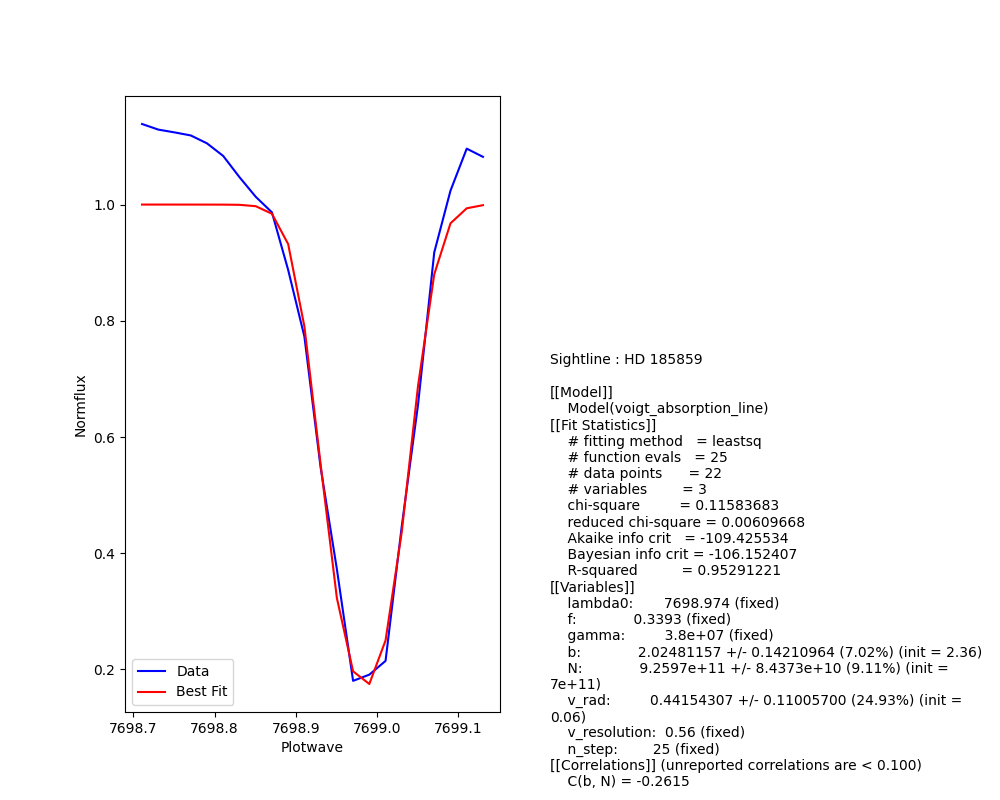 1.0
0.8
0.6
0.4
0.2
Normflux
Data
Best Fit
7698.7 7698.8 7698.9 7699.0 7699.1
Plotwave
Sightline : HD 185859
[[Model]]
Model(voigt_absorption_line)
[[Fit Statistics]]
# fitting method = leastsq
# function evals = 25
# data points = 22
# variables = 3
chi-square = 0.11583683
reduced chi-square = 0.00609668
Akaike info crit = -109.425534
Bayesian info crit = -106.152407
R-squared = 0.95291221
[[Variables]]
lambda0: 7698.974 (fixed)
f: 0.3393 (fixed)
gamma: 3.8e+07 (fixed)
b: 2.02481157 +/- 0.14210964 (7.02%) (init = 2.36)
N: 9.2597e+11 +/- 8.4373e+10 (9.11%) (init =
7e+11)
v_rad: 0.44154307 +/- 0.11005700 (24.93%) (init =
0.06)
v_resolution: 0.56 (fixed)
n_step: 25 (fixed)
[[Correlations]] (unreported correlations are < 0.100)
C(b, N) = -0.2615